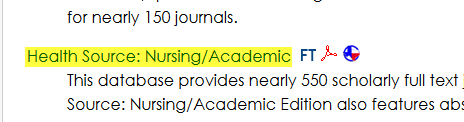 for nearly 150 journals.
Health Source: Nursing/Academic FT
This database provides nearly 550 scholarly full text
Source: Nursing/Academic Edition also features abs